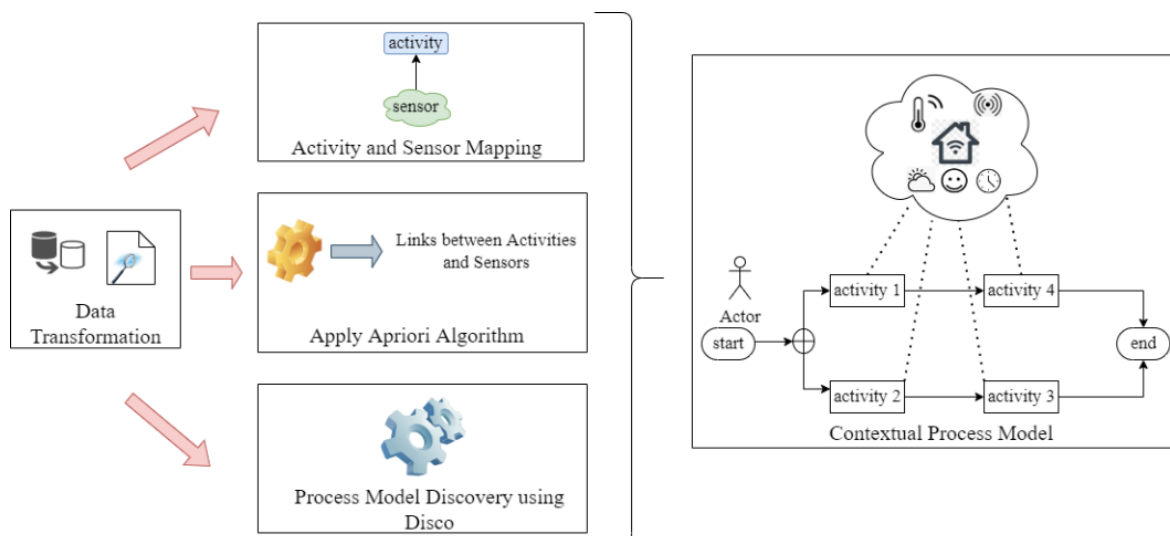 Data
Transformation
activity
sensor
Activity and Sensor Mapping
Links between Activities
and Sensors
Apply Apriori Algorithm
Process Model Discovery using
Disco
Actor
start
activity 1
activity 4
activity 2
activity 3
end
Contextual Process Model